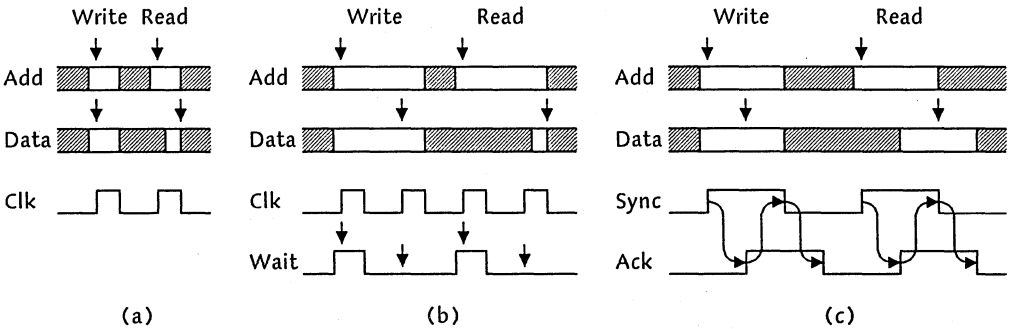 Write Read
Add
Data
Clk
(a)
Write Read
Add
Data
Clk
Wait
(b)
Write Read
Add
Data
Sync
Ack
(c)